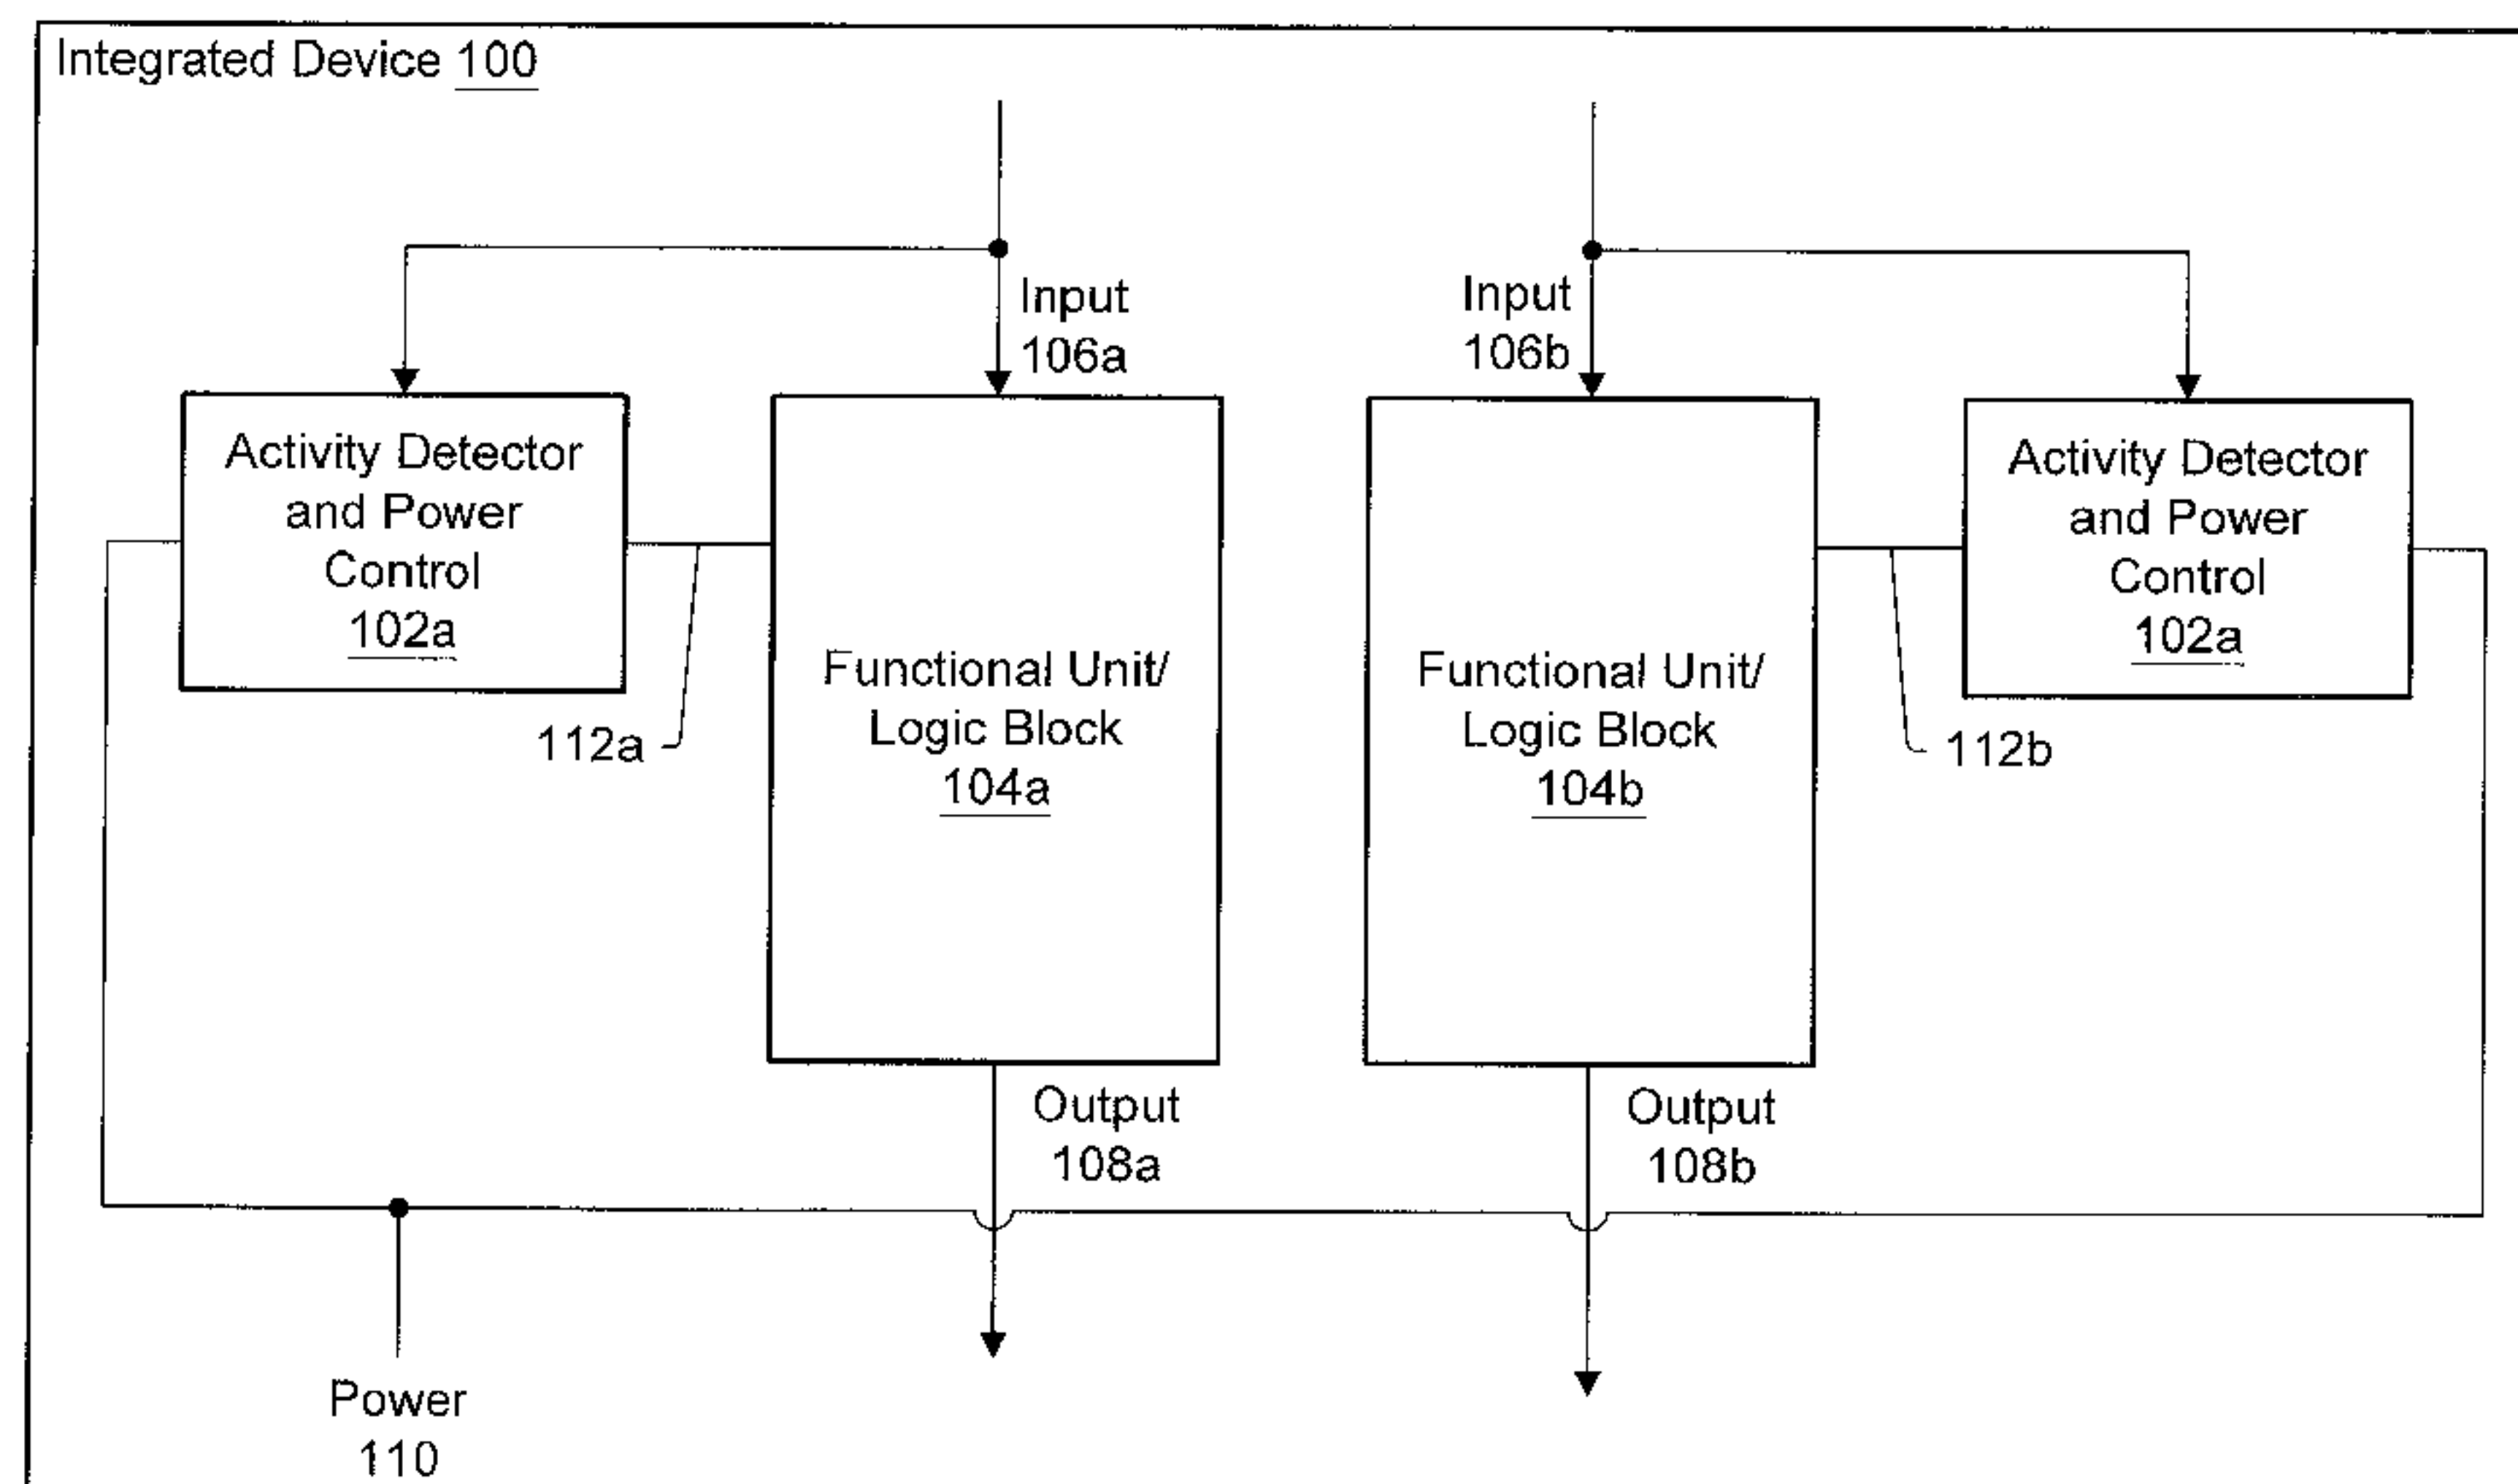 Integrated Device 100
Input
106a
Input
106b
Activity Detector
and Power
Control
102a
Functional Unit/
Logic Block
104a
Functional Unit/
Logic Block
104b
Activity Detector
and Power
Control
102a
112a
112b
Output
108a
Output
108b
Power
110